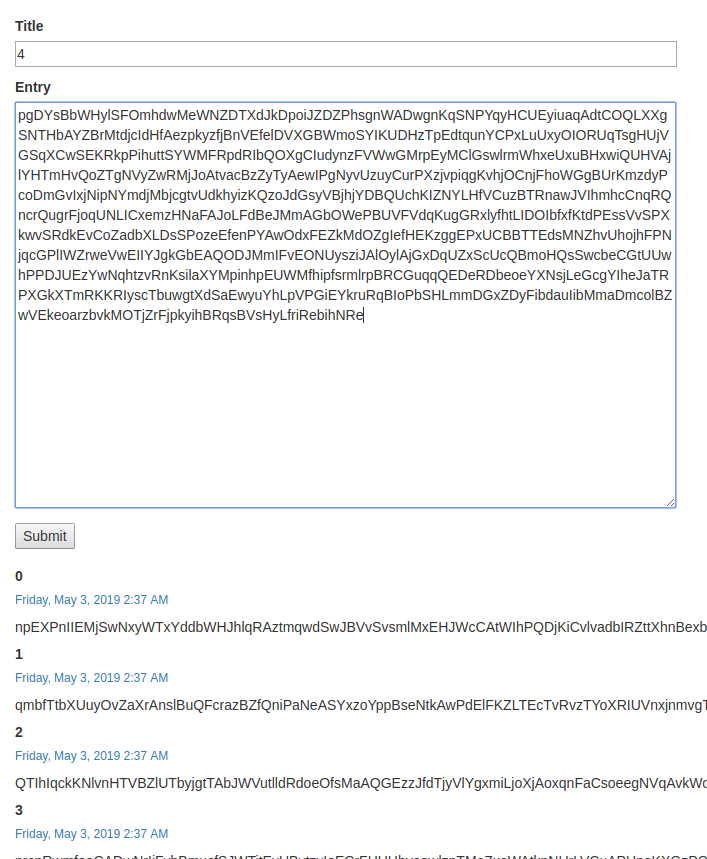 Title
4
Entry
pgDYsBbWHylSFOmhdwMeWNZDTXdJkDpoiJZDZPhsgnWADwgnKqSNPYqyHCUEyiuaqAdtCOQLXXg
SNTHbAYZBrMtdjcIdHfAezpkyzfjBnVEfelDVXGBWmoSYIKUDHzTpEdtqunYCPxLuUxyOIORUqTsgHUjV
GSqXCwSEKRkpPihuttSYWMFRpdRIbQOXgCIudynzFVWwGMrpEyMClGswlrmWhxeUxuBHxwiQUHVAj
lYHTmHvQoZTgNVyZwRMjJoAtvacBzZyTyAewIPgNyvUzuyCurPXzjvpiqgKvhjOCnjFhoWGgBUrKmzdyP
coDmGvIxjNipNYmdjMbjcgtvUdkhyizKQzoJdGsyVBjhjYDBQUchKIZNYLHfVCuzBTRnawJVIhmhcCnqRQ
ncrQugrFjoqUNLICxemzHNaFAJoLFdBeJMmAGbOWePBUVFVdqKugGRxlyfhtLIDOIbfxfKtdPEssVvSPX
kwvSRdkEvCoZadbXLDsSPozeEfenPYAwOdxFEZkMdOZgIefHEKzggEPxUCBBTTEdsMNZhvUhojhFPN
jqcGPlIWZrweVwEIIYJgkGbEAQODJMmIFvEONUysziJAlOylAjGxDqUZxScUcQBmoHQsSwcbeCGtUUw
hPPDJUEzYwNqhtzvRnKsilaXYMpinhpEUWMfhipfsrmlrpBRCGuqqQEDeRDbeoeYXNsjLeGcgYIheJaTR
PXGkXTmRKKRIyscTbuwgtXdSaEwyuYhLpVPGiEYkruRqBIoPbSHLmmDGxZDyFibdauIibMmaDmcolBZ
wVEkeoarzbvkMOTjZrFjpkyihBRqsBVsHyLfriRebihNRe
Submit
0
Friday, May 3, 2019 2:37 AM
npEXPnIIEMjSwNxyWTxYddbWHJhlqRAztmqwdSwJBVvSvsmlMxEHJWcCAtWIhPQDjKiCvlvadbIRZttXhnBexb
1
Friday, May 3, 2019 2:37 AM
qmbfTtbXUuyOvZaXrAnslBuQFcrazBZfQniPaNeASYxzoYppBseNtkAwPdElFKZLTEcTvRvzTYoXRIUVnxjnmvgT
2
Friday, May 3, 2019 2:37 AM
QTIhIqckKNlvnHTVBZlUTbyjgtTAbJWVutlldRdoeOfsMaAQGEzzJfdTjyVlYgxmiLjoXjAoxqnFaCsoeegNVqAvkWo
3
Friday, May 3, 2019 2:37 AM